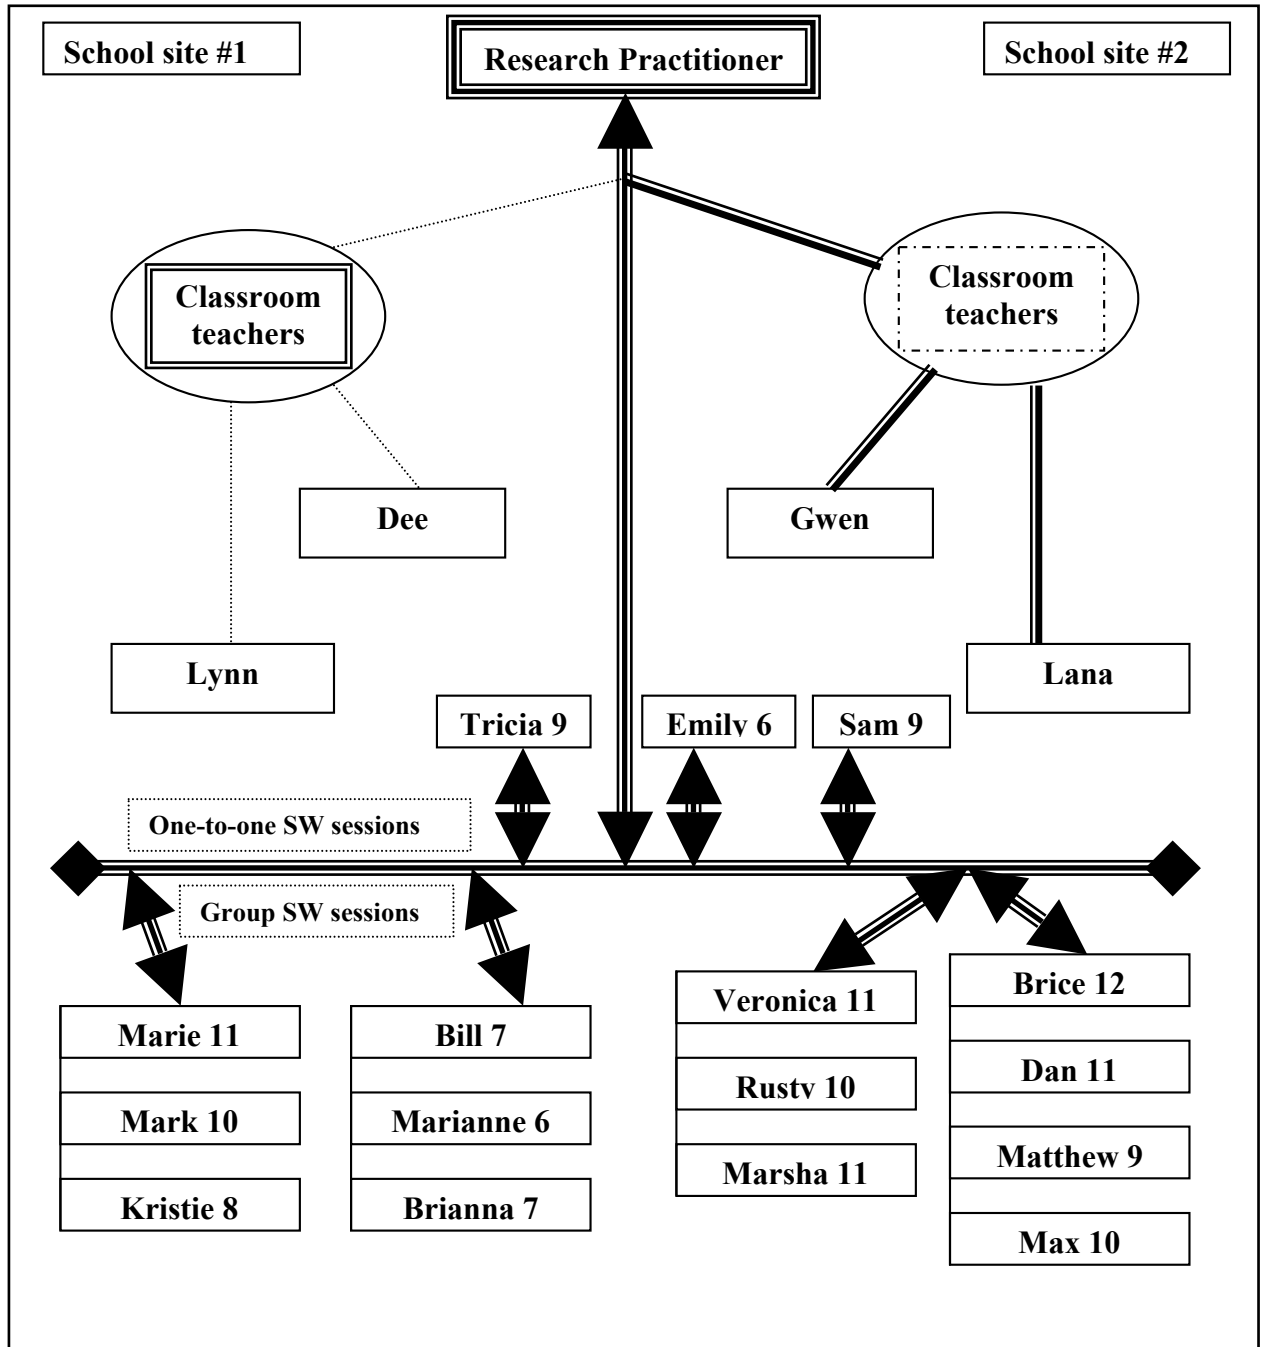 School site #1
Research Practitioner
School site #2
Classroom
teachers
Classroom
teachers
Dee
Gwen
Lynn
Lana
Tricia 9
Emily 6
Sam 9
One-to-one SW sessions
Group SW sessions
Marie 11
Mark 10
Kristie 8
Bill 7
Marianne 6
Brianna 7
Veronica 11
Rusty 10
Marsha 11
Brice 12
Dan 11
Matthew 9
Max 10